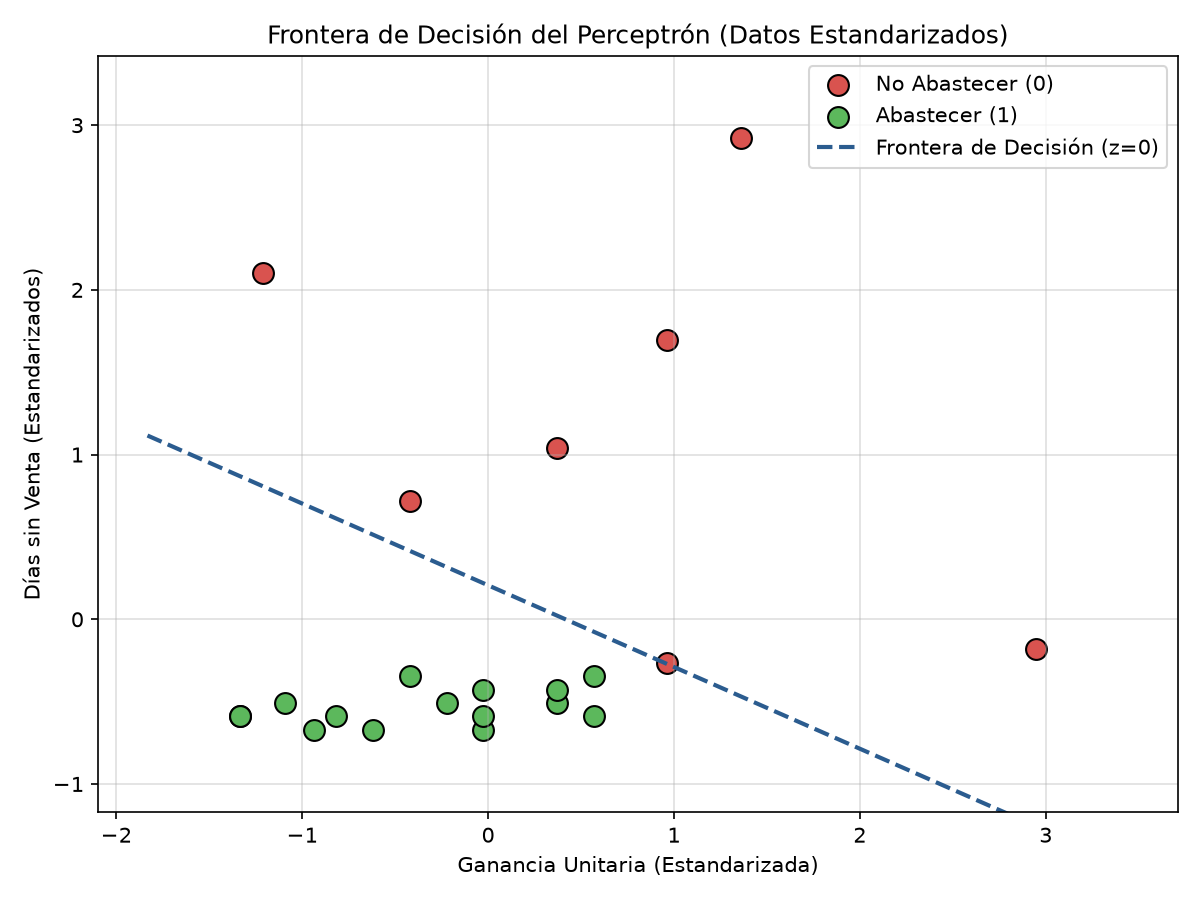 Frontera de Decisión del Perceptrón (Datos Estandarizados)
No Abastecer (0)
Abastecer (1)
Frontera de Decisión (z=0)
Días sin Venta (Estandarizados)
3
2
1
0
−1
−2
−1
0
1
2
3
Ganancia Unitaria (Estandarizada)